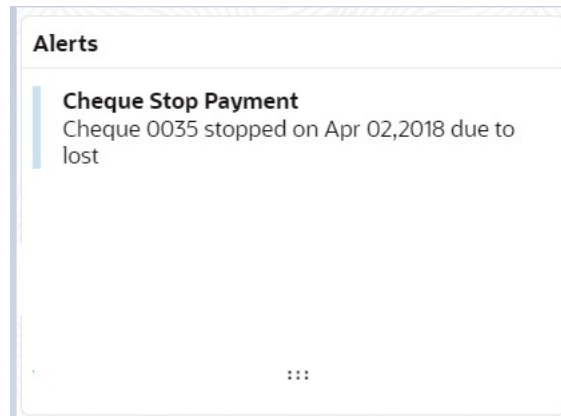 Alerts
Cheque Stop Payment
Cheque 0035 stopped on Apr 02,2018 due to
lost